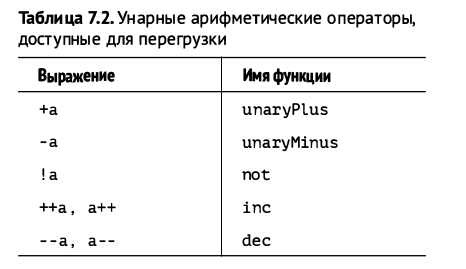 Таблица 7.2. Унарные арифметические операторы,
доступные для перегрузки
Выражение Имя функции
+a unaryPlus
-a unaryMinus
!a not
++a, a++ inc
--a, a-- dec